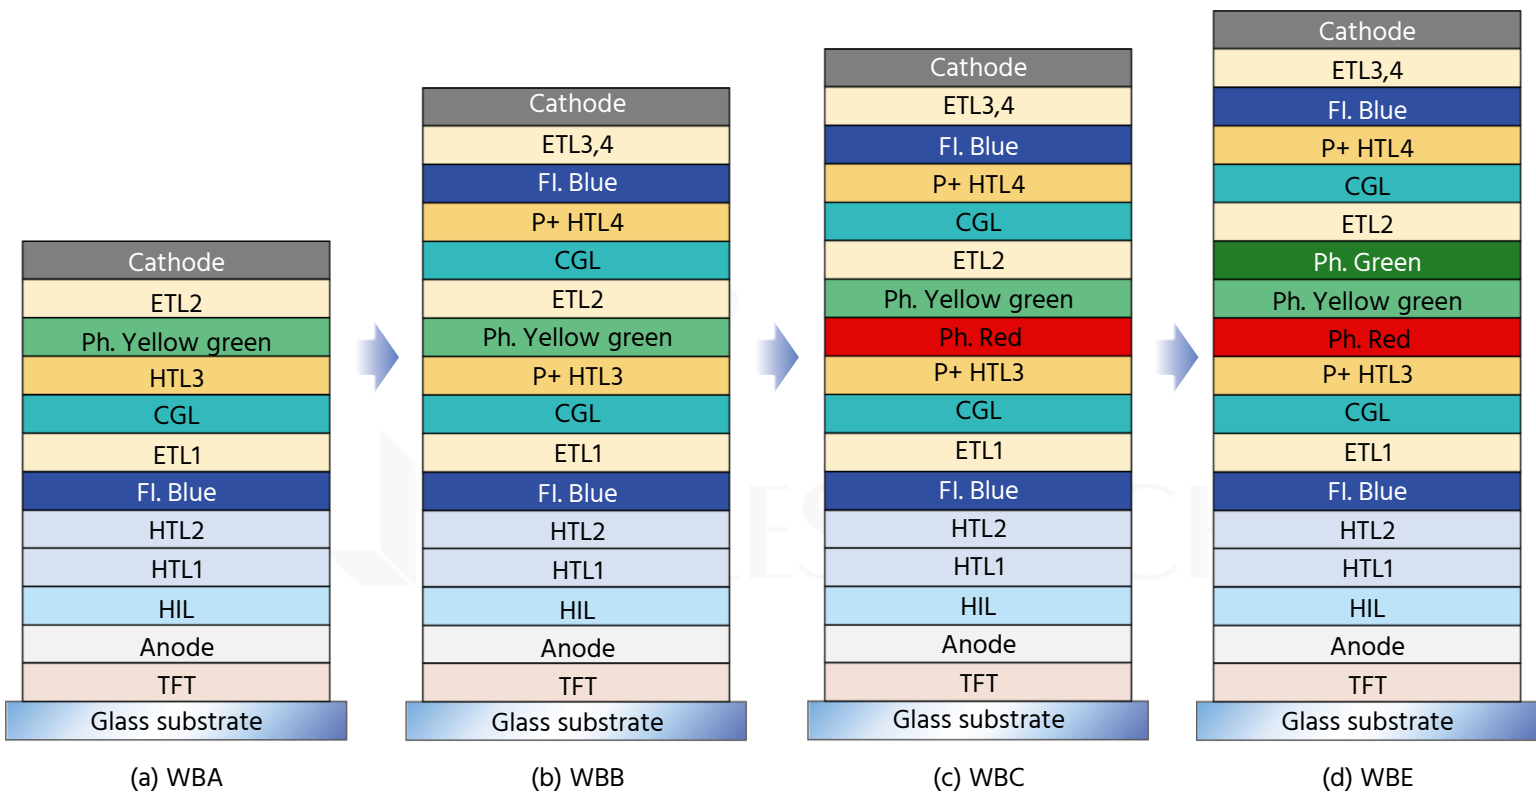 Cathode
ETL2
Ph. Yellow green
HTL3
CGL
ETL1
Fl. Blue
HTL2
HTL1
HIL
Anode
TFT
Glass substrate
(a) WBA
Cathode
ETL3,4
Fl. Blue
P+ HTL4
CGL
ETL2
Ph. Yellow green
P+ HTL3
CGL
ETL1
Fl. Blue
HTL2
HTL1
HIL
Anode
TFT
Glass substrate
(b) WBB
Cathode
ETL3,4
Fl. Blue
P+ HTL4
CGL
ETL2
Ph. Yellow green
Ph. Red
P+ HTL3
CGL
ETL1
Fl. Blue
HTL2
HTL1
HIL
Anode
TFT
Glass substrate
(c) WBC
Cathode
ETL3,4
Fl. Blue
P+ HTL4
CGL
ETL2
Ph. Green
Ph. Yellow green
Ph. Red
P+ HTL3
CGL
ETL1
Fl. Blue
HTL2
HTL1
HIL
Anode
TFT
Glass substrate
(d) WBE